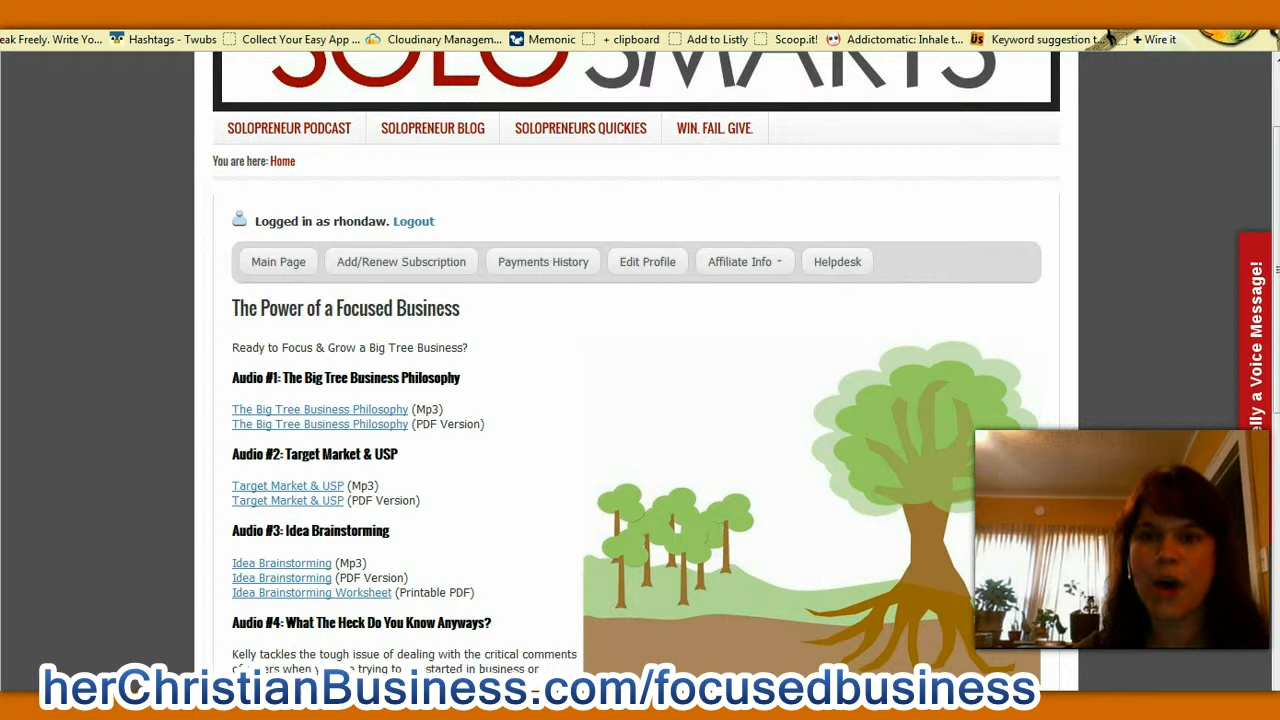 eak Freely. Write Yo... Hashtags - Twubs Collect Your Easy App ... Cloudinary Managem... Memonic + clipboard Add to Listly Scoop.it! Addictomatic: Inhale t... Us Keyword suggestion t... + Wire it
SOLO SMARTS
SOLOPRENEUR PODCAST SOLOPRENEUR BLOG SOLOPRENEURS QUICKIES WIN. FAIL. GIVE.
You are here: Home
Logged in as rhondaw. Logout
Main Page Add/Renew Subscription Payments History Edit Profile Affiliate Info Helpdesk
The Power of a Focused Business
Ready to Focus & Grow a Big Tree Business?
Audio #1: The Big Tree Business Philosophy
The Big Tree Business Philosophy (Mp3)
The Big Tree Business Philosophy (PDF Version)
Audio #2: Target Market & USP
Target Market & USP (Mp3)
Target Market & USP (PDF Version)
Audio #3: Idea Brainstorming
Idea Brainstorming (Mp3)
Idea Brainstorming (PDF Version)
Idea Brainstorming Worksheet (Printable PDF)
Audio #4: What The Heck Do You Know Anyways?
Kelly tackles the tough issue of dealing with the critical comments
when trying to started in business or
elly a Voice Message!
herChristianBusiness.com/focusedbusiness